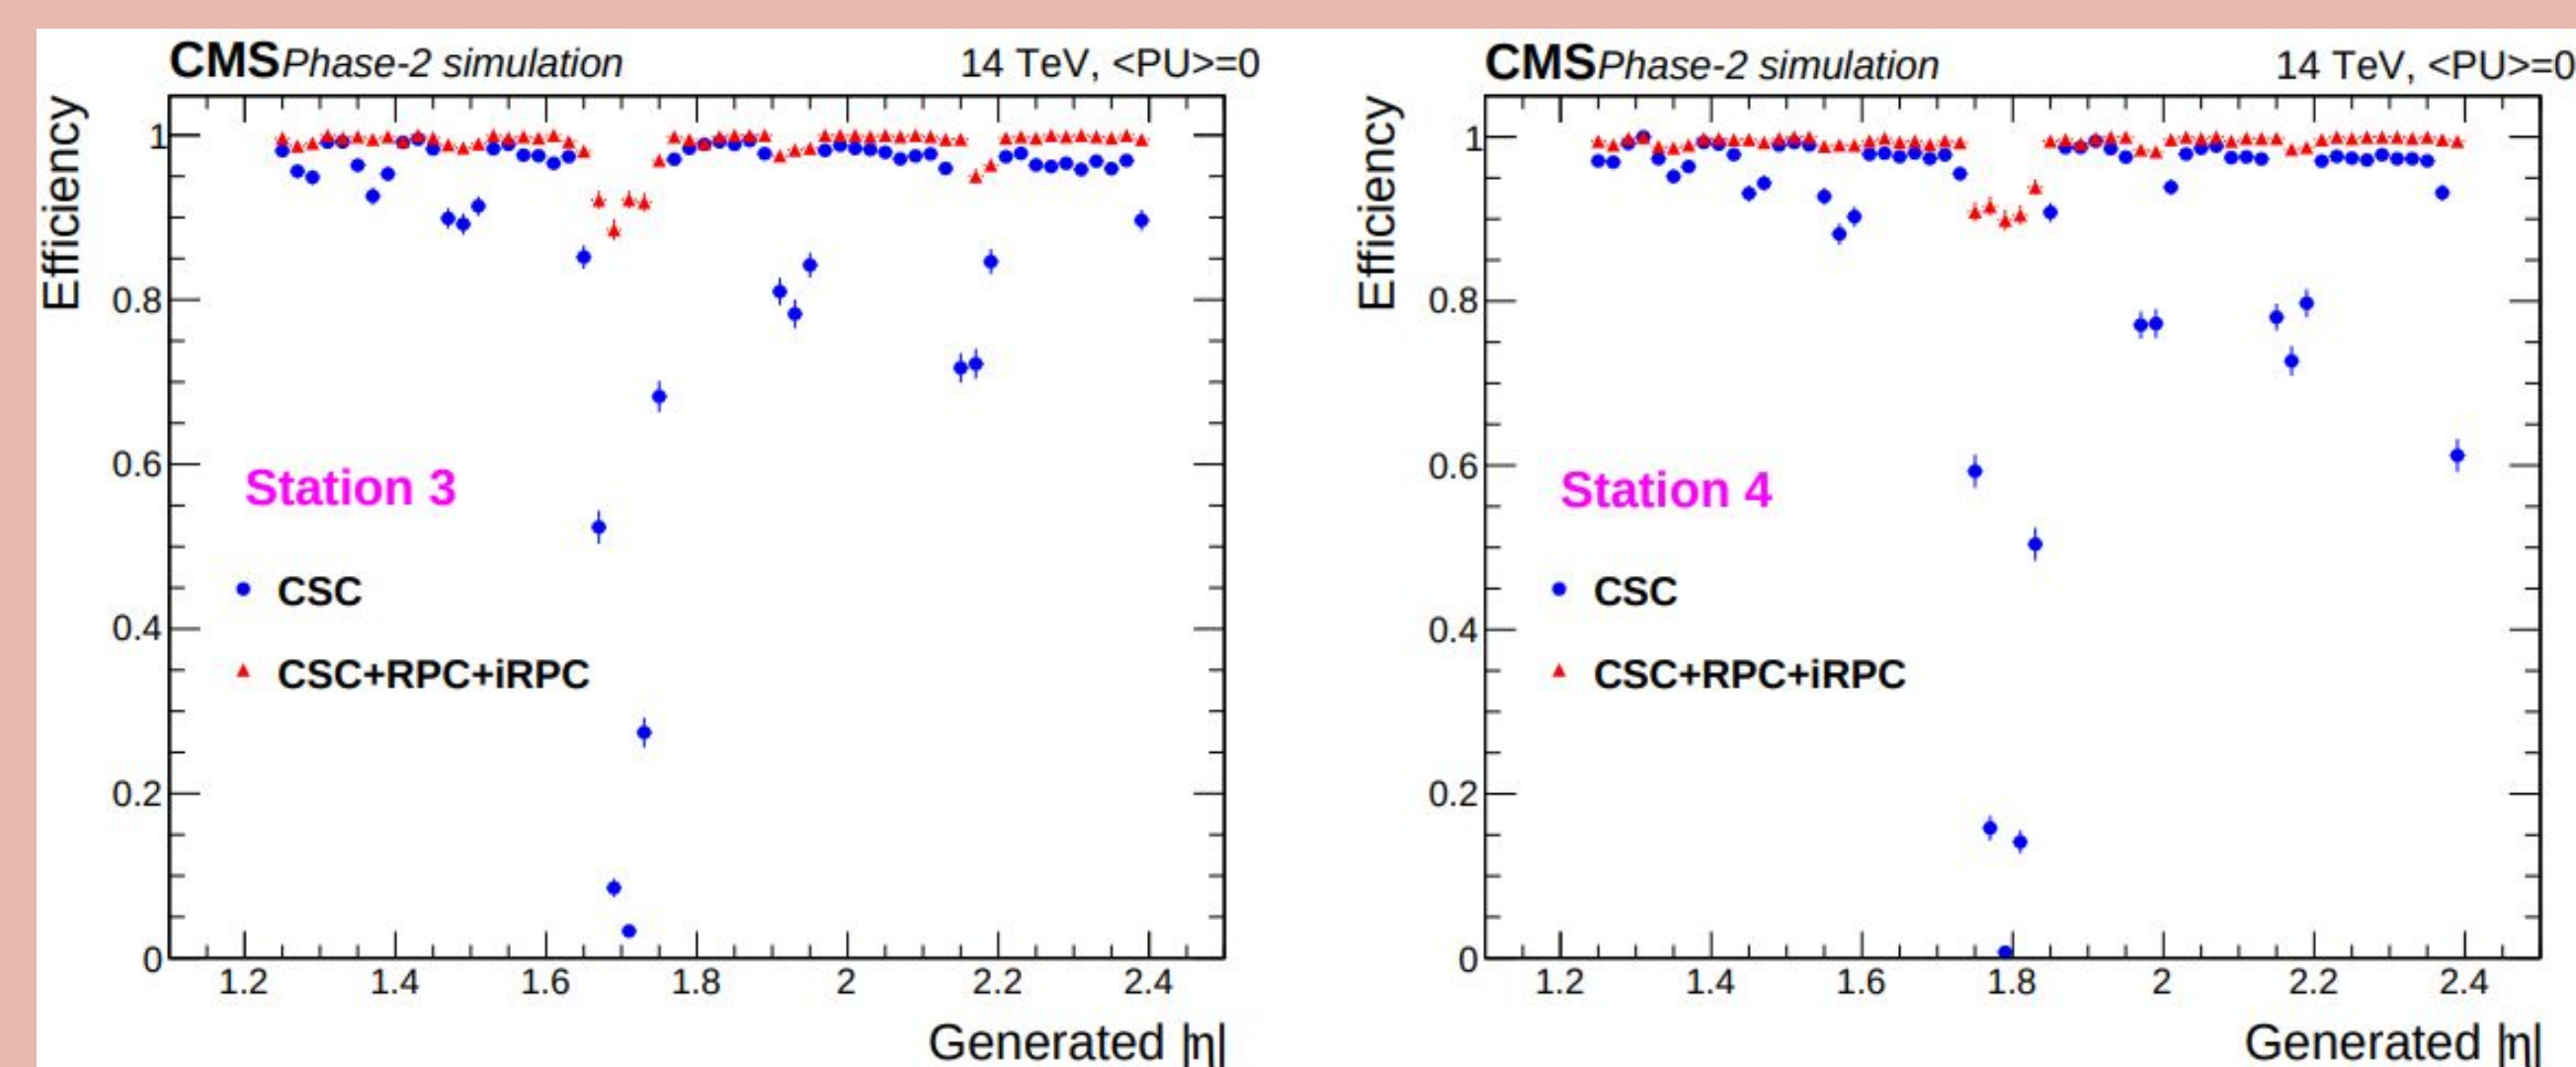 CMS Phase-2 simulation 14 TeV, <PU>=0
Efficiency
1
0.8
0.6
0.4
0.2
0
Station 3
CSC
CSC+RPC+iRPC
1.2 1.4 1.6 1.8 2 2.2 2.4
Generated |η|
CMS Phase-2 simulation 14 TeV, <PU>=0
Efficiency
1
0.8
0.6
0.4
0.2
0
Station 4
CSC
CSC+RPC+iRPC
1.2 1.4 1.6 1.8 2 2.2 2.4
Generated |η|